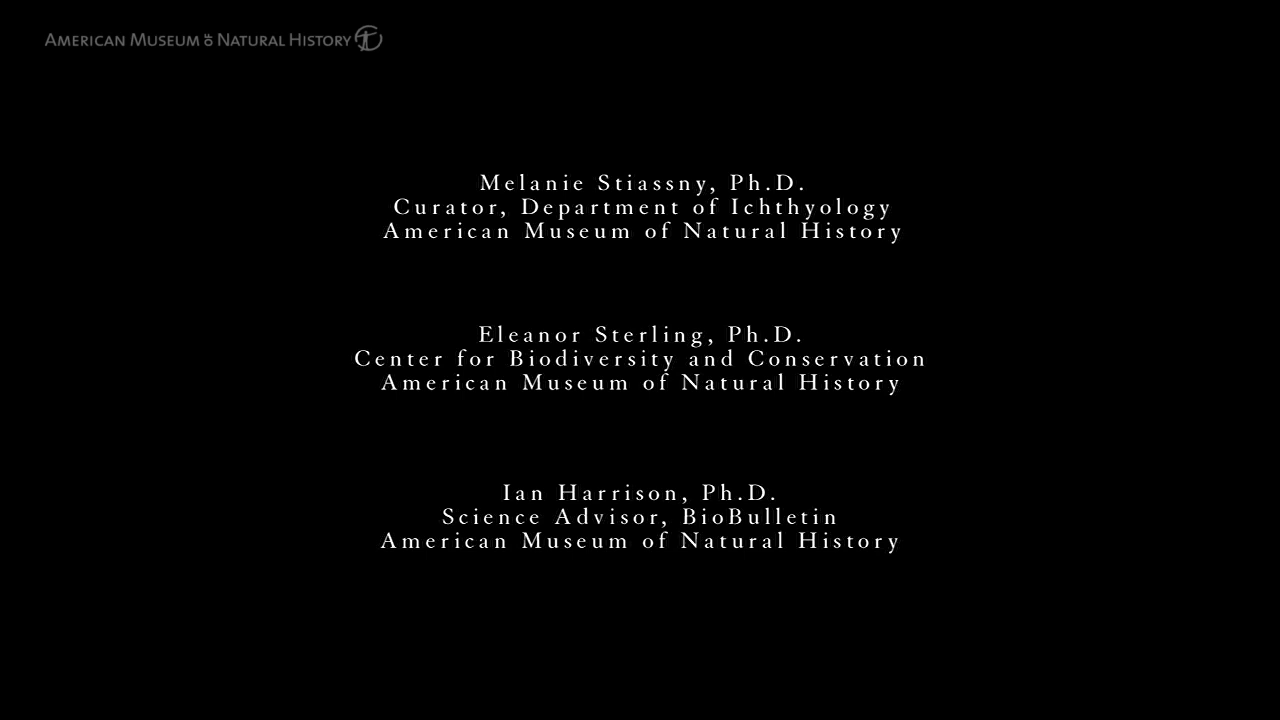 American Museum of Natural History
Melanie Stiassny, Ph.D.
Curator, Department of Ichthyology
American Museum of Natural History
Eleanor Sterling, Ph.D.
Center for Biodiversity and Conservation
American Museum of Natural History
Ian Harrison, Ph.D.
Science Advisor, BioBulletin
American Museum of Natural History